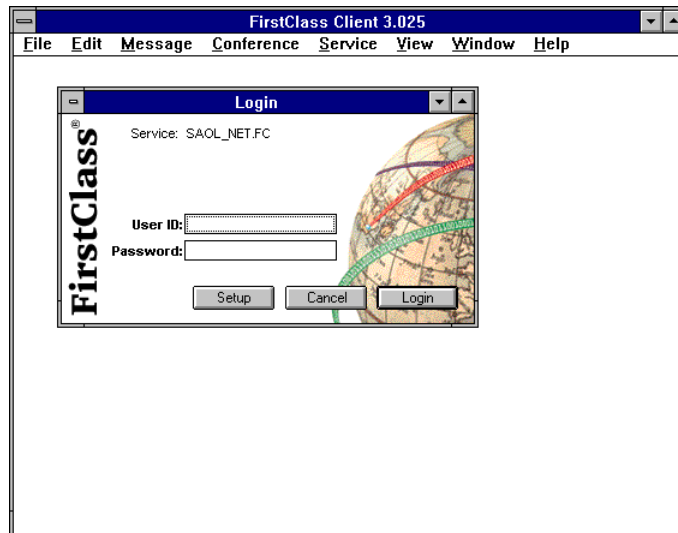 FirstClass Client 3.025
File Edit Message Conference Service View Window Help
Login
FirstClass®
Service: SAOL_NET.FC
User ID:
Password:
Setup Cancel Login